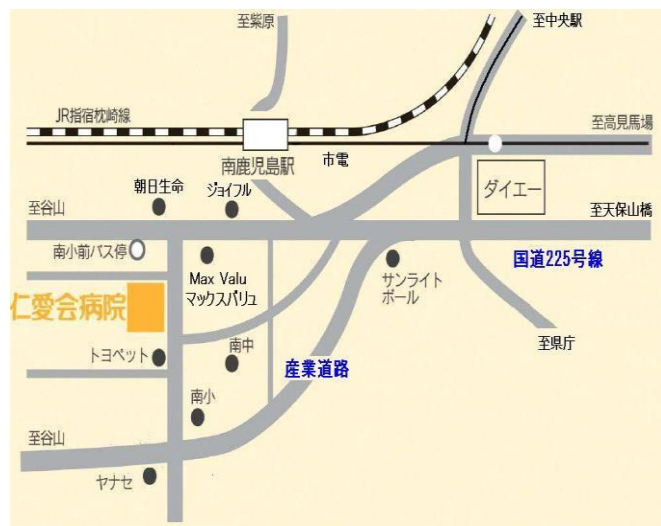 至紫原
至中央駅
JR指宿枕崎線
至高見馬場
南鹿児島駅
市電
朝日生命
ジョイフル
ダイエー
至谷山
至天保山橋
南小前バス停
国道225号線
Max Valu
マックスバリュ
サンライト
ボール
仁愛会病院
至県庁
トヨペット
南中
産業道路
南小
至谷山
ヤナセ